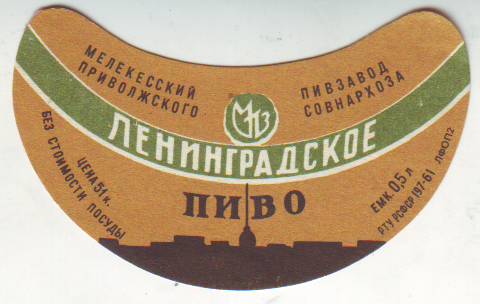 МЕЛЕКЕССКИЙ ПИВЗАВОД
ПРИВОЛЖСКОГО СОВНАРХОЗА
МПЗ
ЛЕНИНГРАДСКОЕ
ПИВО
ЦЕНА 51 к.
БЕЗ СТОИМОСТИ ПОСУДЫ
ЕМК. 0,5 л
РТУ РСФСР 197-61 ЛФОП2